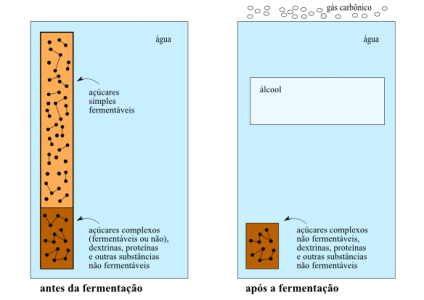 gás carbónico
água
água
açúcares
simples
fermentáveis
álcool
açúcares complexos
(fermentáveis ou não),
dextrinas, proteínas
e outras substâncias
não fermentáveis
açúcares complexos
não fermentáveis,
dextrinas, proteínas
e outras substâncias
não fermentáveis
antes da fermentação
após a fermentação